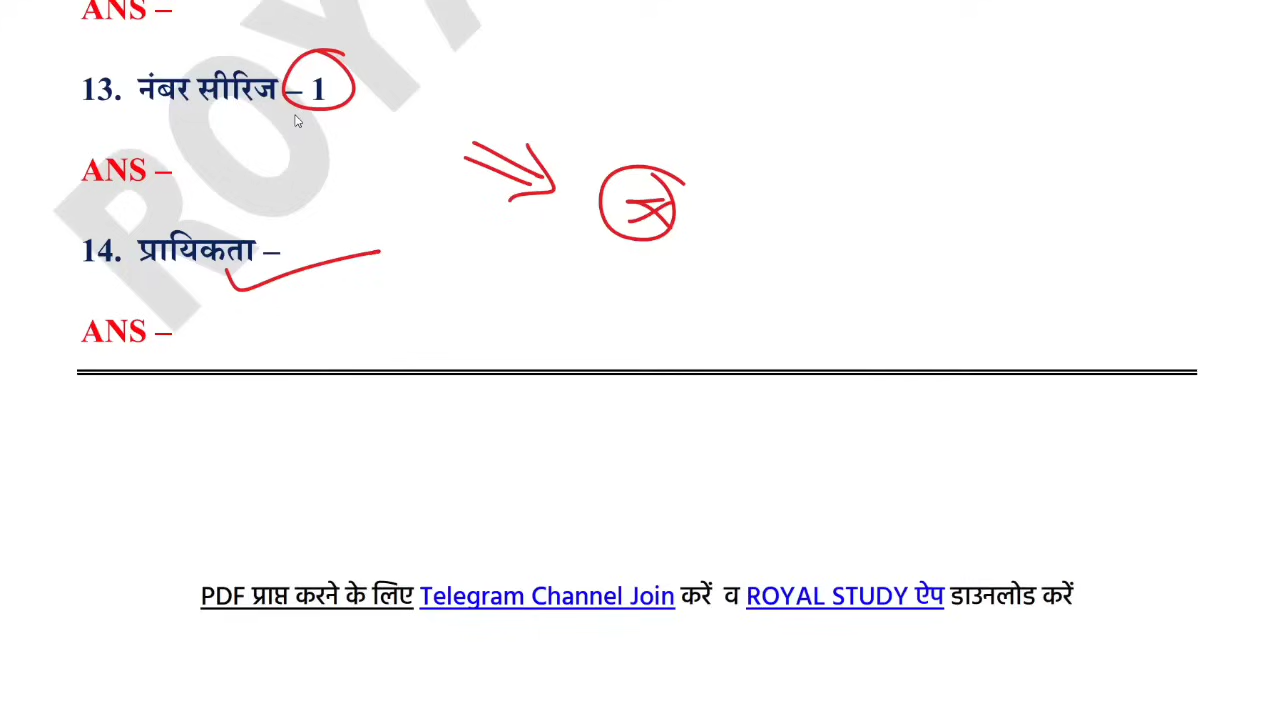 ANS –
13. नंबर सीरिज – 1
ANS –
14. प्रायिकता –
ANS –
PDF प्राप्त करने के लिए Telegram Channel Join करें व ROYAL STUDY ऐप डाउनलोड करें